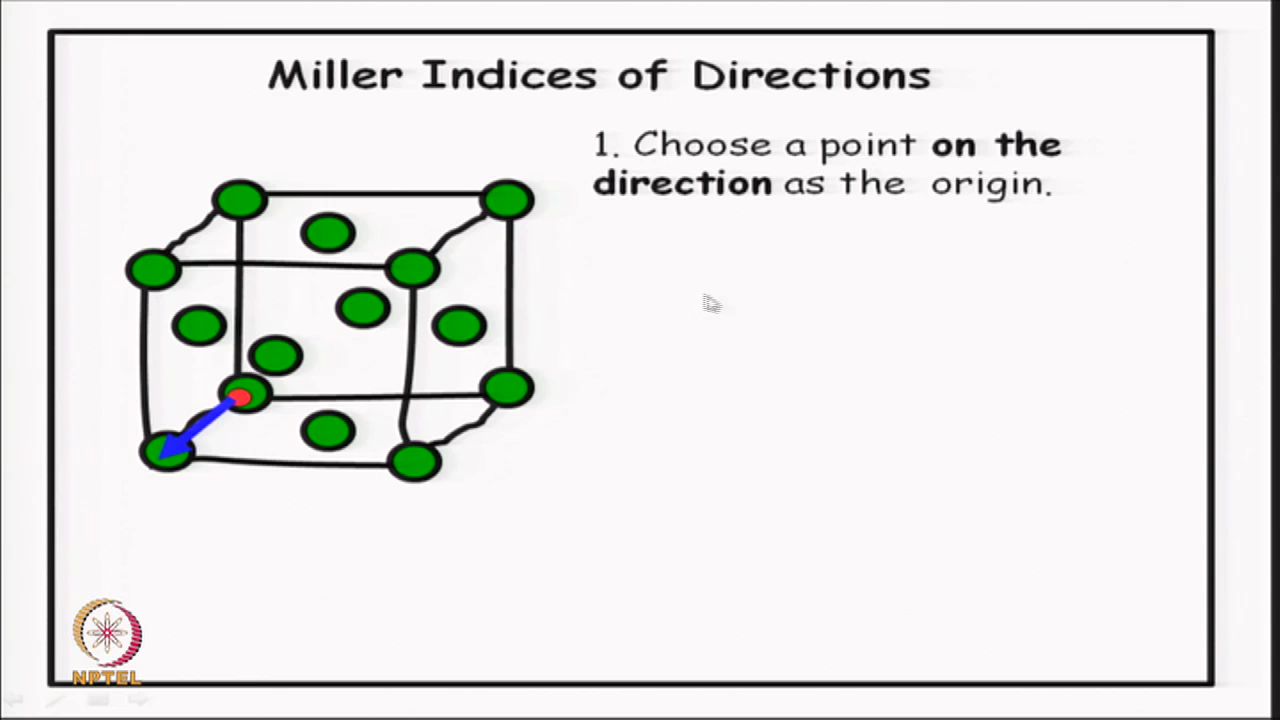 Miller Indices of Directions
1. Choose a point on the
direction as the origin.
NPTEL